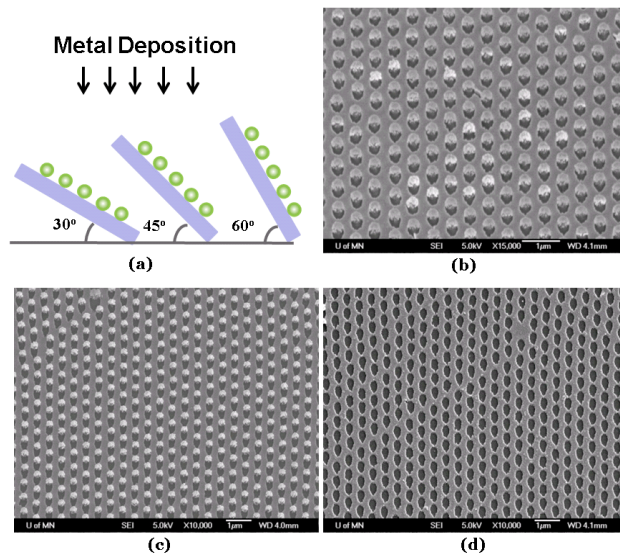 Metal Deposition
30°
45°
60°
(a)
U of MN SEI 5.0kV X15,000 1μm WD 4.1mm
(b)
U of MN SEI 5.0kV X10,000 1μm WD 4.0mm
(c)
U of MN SEI 5.0kV X10,000 1μm WD 4.1mm
(d)